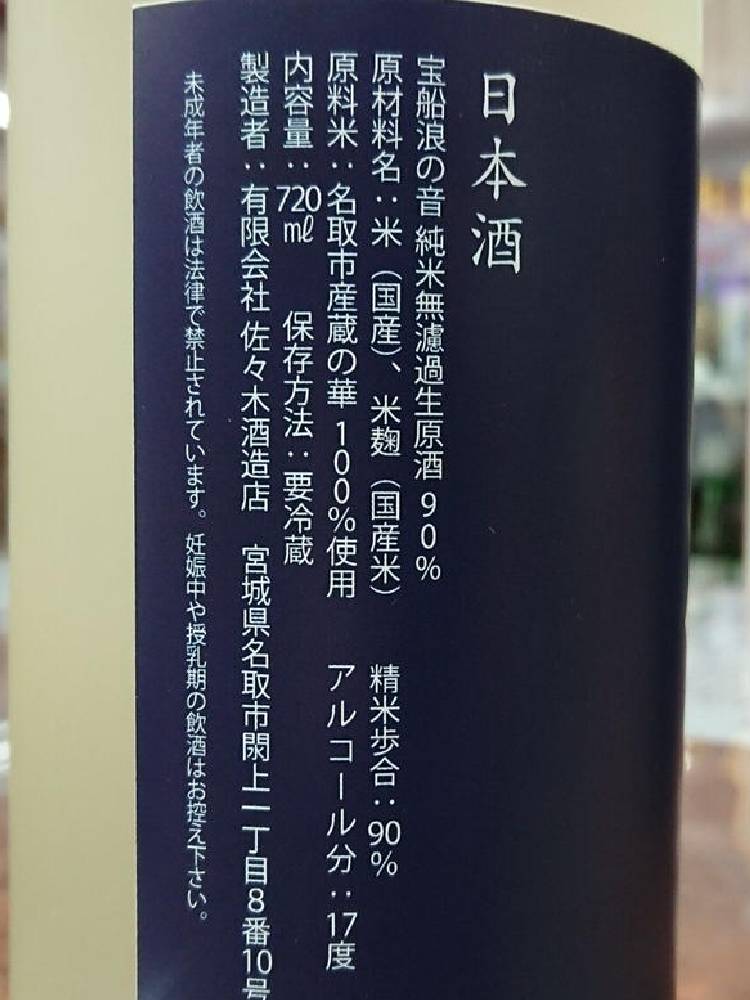 日本酒
宝船浪の音 純米無濾過生原酒 90%
原材料名：米（国産）、米麹（国産米） 精米歩合：90%
原料米：名取市産蔵の華 100%使用 アルコール分：17度
内容量：720㎖ 保存方法：要冷蔵
製造者：有限会社 佐々木酒造店 宮城県名取市閖上一丁目8番10号
未成年者の飲酒は法律で禁止されています。妊娠中や授乳期の飲酒はお控え下さい。